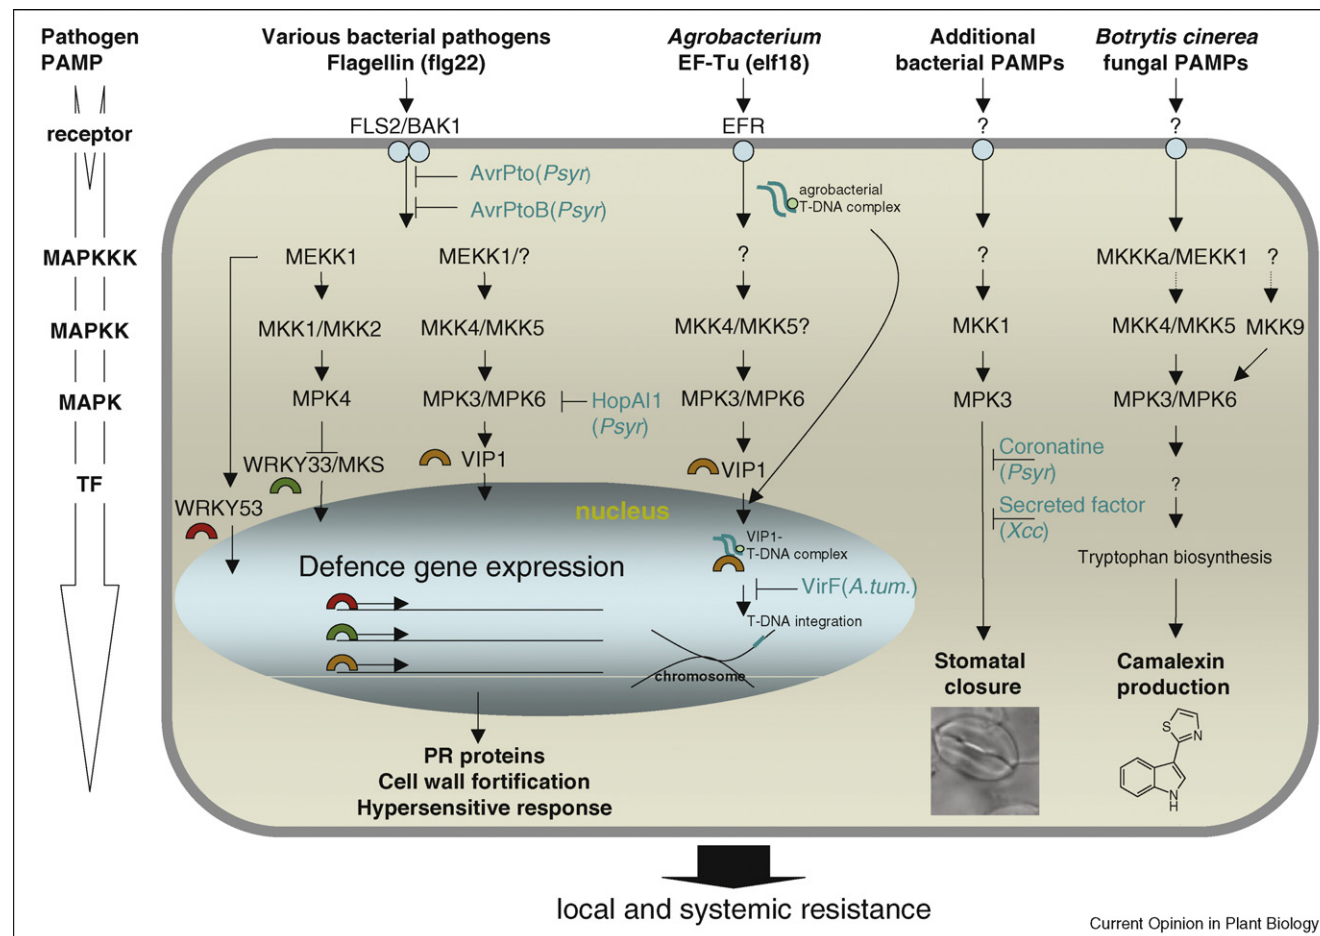 Pathogen
PAMP
Various bacterial pathogens
Flagellin (flg22)
Agrobacterium
EF-Tu (elf18)
Additional
bacterial PAMPs
Botrytis cinerea
fungal PAMPs
receptor
FLS2/BAK1
EFR
?
?
AvrPto(Psyr)
AvrPtoB(Psyr)
agrobacterial
T-DNA complex
MAPKKK
MEKK1
MEKK1/?
?
?
MKKKa/MEKK1
?
MAPKK
MKK1/MKK2
MKK4/MKK5
MKK4/MKK5?
MKK1
MKK4/MKK5
MKK9
MAPK
MPK4
MPK3/MPK6
HopAI1
(Psyr)
MPK3/MPK6
MPK3
MPK3/MPK6
TF
WRKY33/MKS
VIP1
VIP1
Coronatine
(Psyr)
?
WRKY53
nucleus
Secreted factor
(Xcc)
VIP1-
T-DNA complex
Tryptophan biosynthesis
Defence gene expression
VirF(A.tum.)
T-DNA integration
chromosome
Stomatal
closure
Camalexin
production
S
N
N
H
PR proteins
Cell wall fortification
Hypersensitive response
local and systemic resistance
Current Opinion in Plant Biology